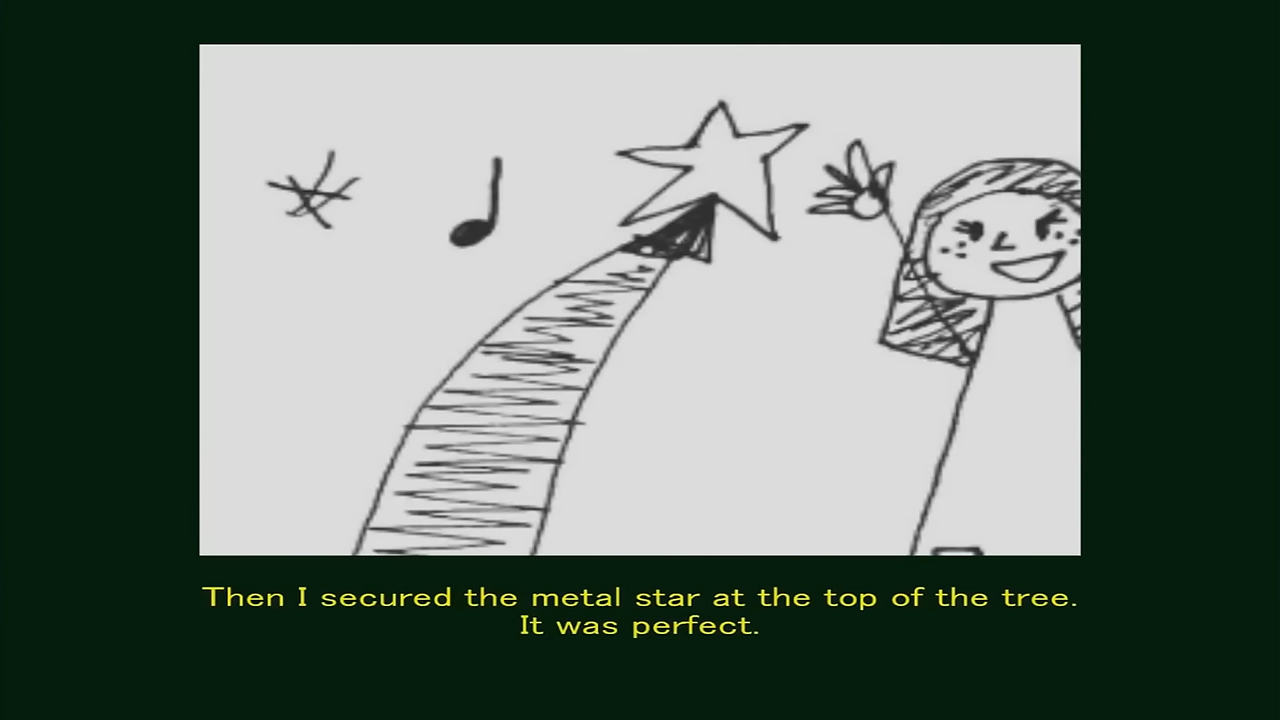 Then I secured the metal star at the top of the tree.
It was perfect.